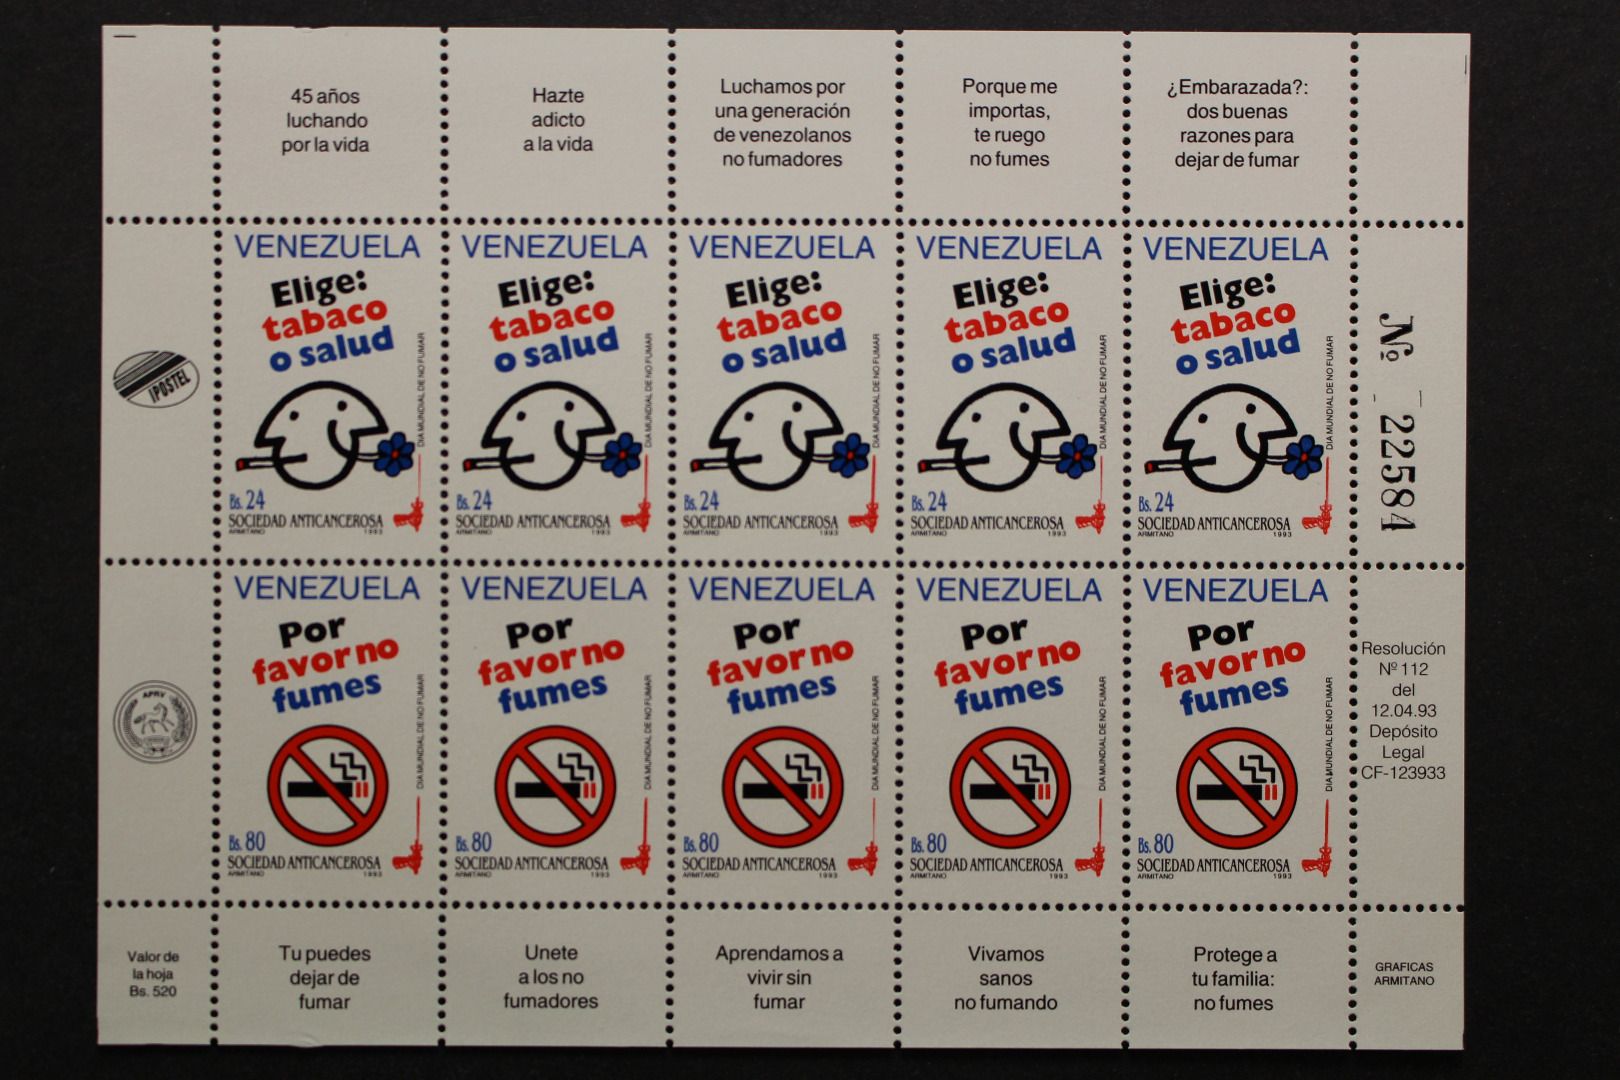 45 años
luchando
por la vida
Hazte
adicto
a la vida
Luchamos por
una generación
de venezolanos
no fumadores
Porque me
importas,
te ruego
no fumes
¿Embarazada?:
dos buenas
razones para
dejar de fumar
IPOSTEL
VENEZUELA
Elige:
tabaco
o salud
DIA MUNDIAL DE NO FUMAR
Bs. 24
SOCIEDAD ANTICANCEROSA
ARMITANO 1993
VENEZUELA
Elige:
tabaco
o salud
DIA MUNDIAL DE NO FUMAR
Bs. 24
SOCIEDAD ANTICANCEROSA
ARMITANO 1993
VENEZUELA
Elige:
tabaco
o salud
DIA MUNDIAL DE NO FUMAR
Bs. 24
SOCIEDAD ANTICANCEROSA
ARMITANO 1993
VENEZUELA
Elige:
tabaco
o salud
DIA MUNDIAL DE NO FUMAR
Bs. 24
SOCIEDAD ANTICANCEROSA
ARMITANO 1993
VENEZUELA
Elige:
tabaco
o salud
DIA MUNDIAL DE NO FUMAR
Bs. 24
SOCIEDAD ANTICANCEROSA
ARMITANO 1993
Nº 22584
APRV
VENEZUELA
Por
favor no
fumes
DIA MUNDIAL DE NO FUMAR
Bs. 80
SOCIEDAD ANTICANCEROSA
ARMITANO 1993
VENEZUELA
Por
favor no
fumes
DIA MUNDIAL DE NO FUMAR
Bs. 80
SOCIEDAD ANTICANCEROSA
ARMITANO 1993
VENEZUELA
Por
favor no
fumes
DIA MUNDIAL DE NO FUMAR
Bs. 80
SOCIEDAD ANTICANCEROSA
ARMITANO 1993
VENEZUELA
Por
favor no
fumes
DIA MUNDIAL DE NO FUMAR
Bs. 80
SOCIEDAD ANTICANCEROSA
ARMITANO 1993
VENEZUELA
Por
favor no
fumes
DIA MUNDIAL DE NO FUMAR
Bs. 80
SOCIEDAD ANTICANCEROSA
ARMITANO 1993
Resolución
Nº 112
del
12.04.93
Depósito
Legal
CF-123933
Valor de
la hoja
Bs. 520
Tu puedes
dejar de
fumar
Unete
a los no
fumadores
Aprendamos a
vivir sin
fumar
Vivamos
sanos
no fumando
Protege a
tu familia:
no fumes
GRAFICAS
ARMITANO